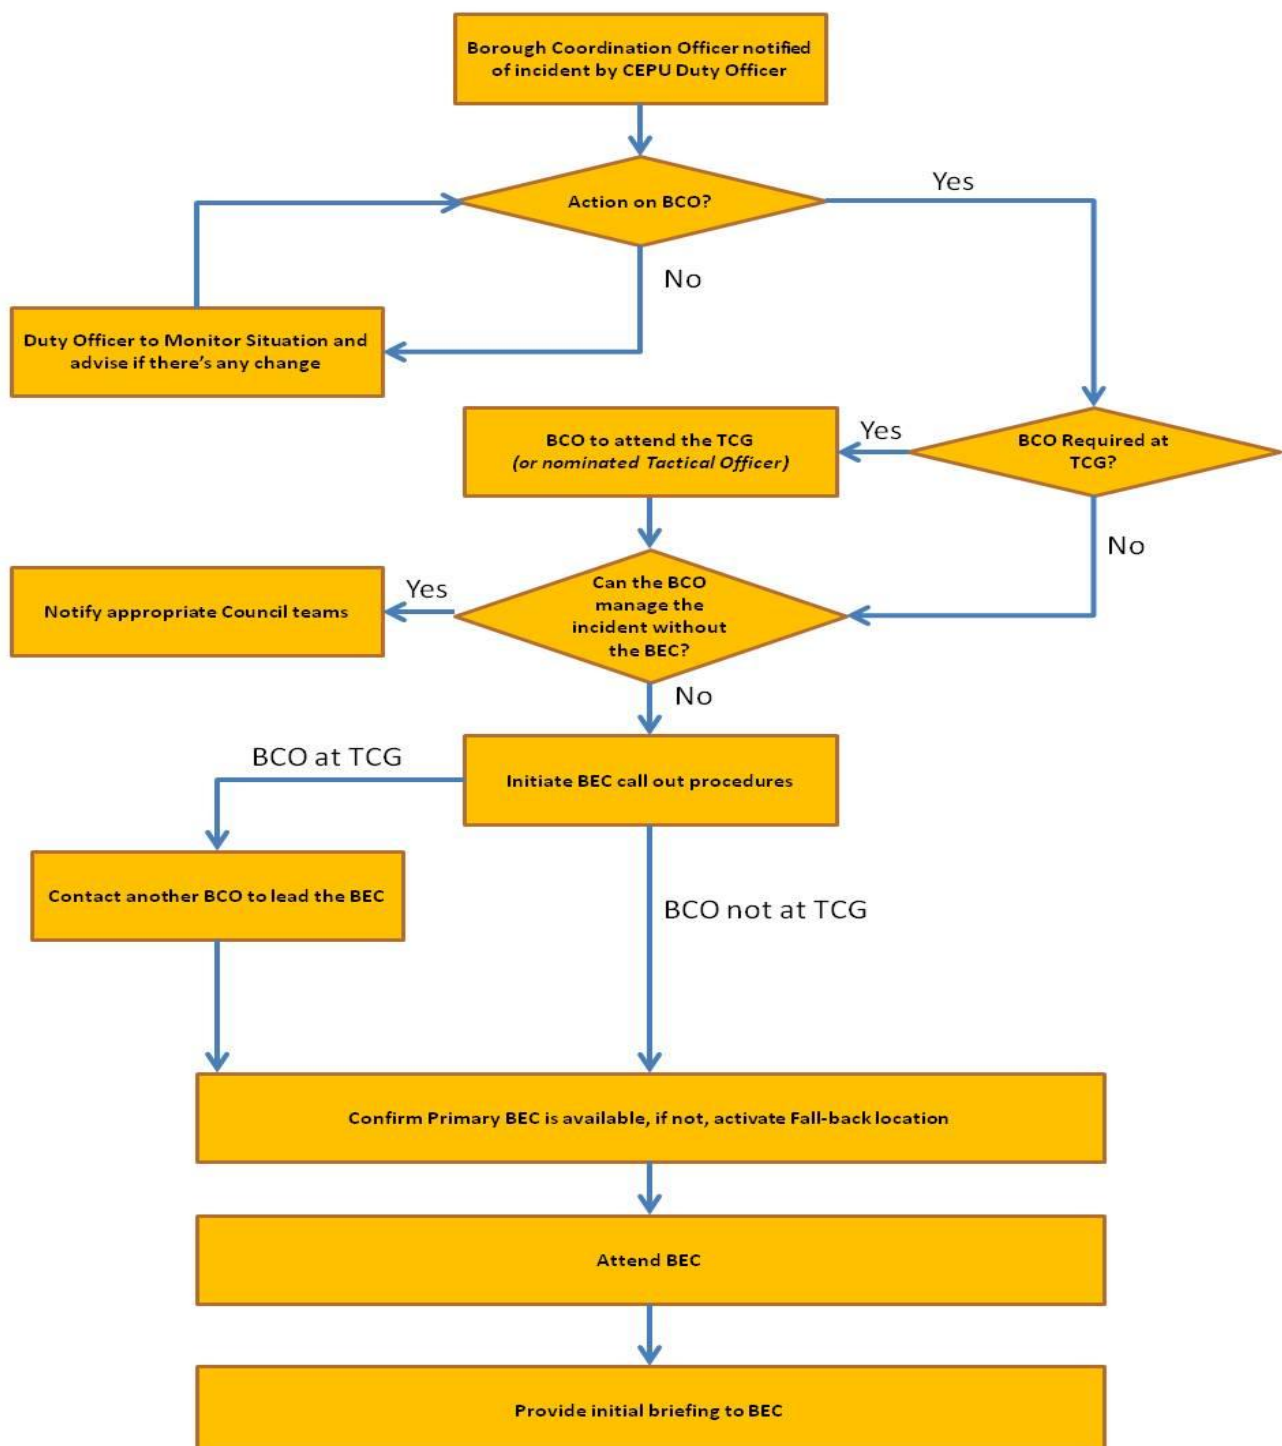 Borough Coordination Officer notified
of incident by CEPU Duty Officer
Action on BCO?
Yes
No
Duty Officer to Monitor Situation and
advise if there's any change
BCO Required at
TCG?
Yes
BCO to attend the TCG
(or nominated Tactical Officer)
No
Can the BCO
manage the
incident without
the BEC?
Yes
Notify appropriate Council teams
No
Initiate BEC call out procedures
BCO at TCG
Contact another BCO to lead the BEC
BCO not at TCG
Confirm Primary BEC is available, if not, activate Fall-back location
Attend BEC
Provide initial briefing to BEC